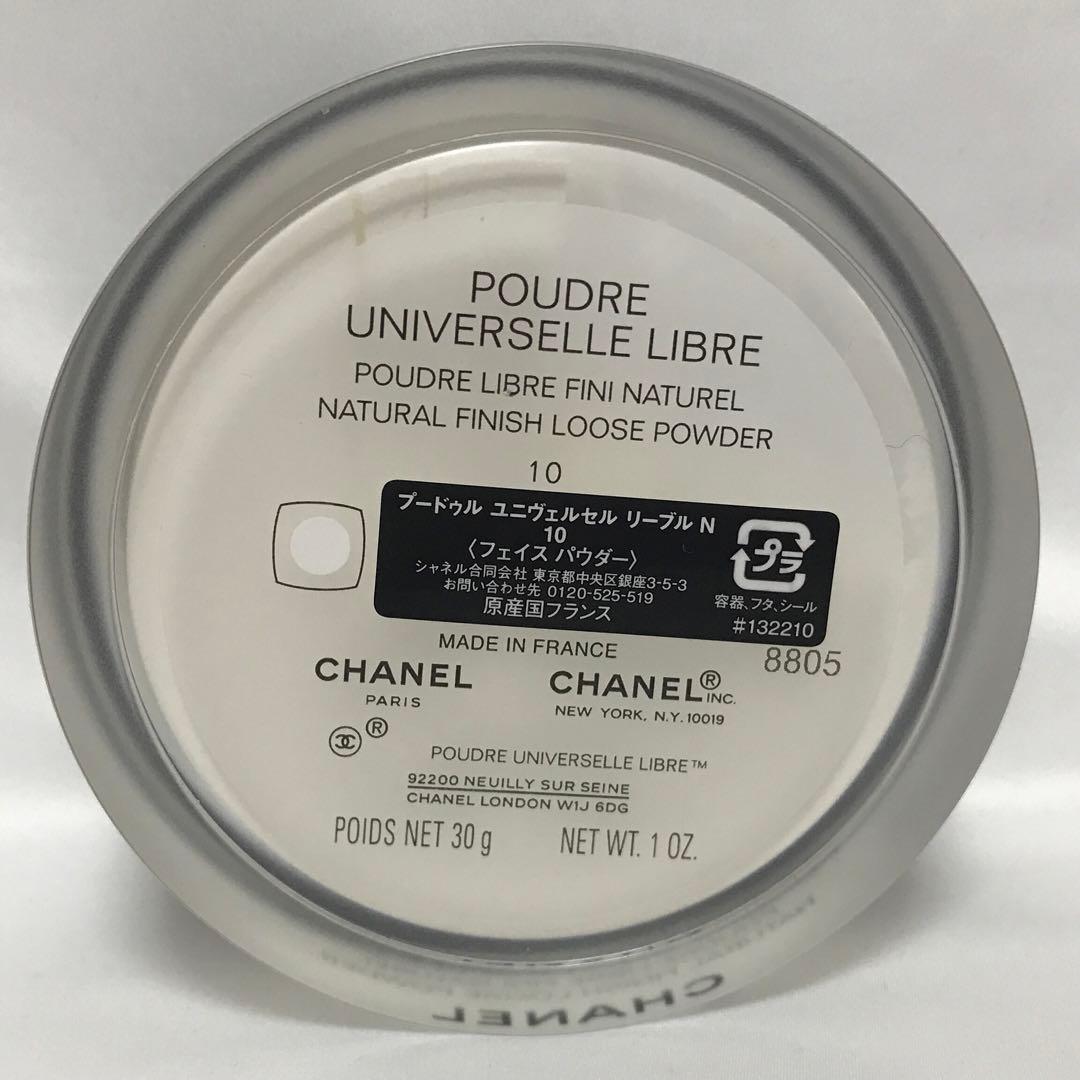 POUDRE
UNIVERSELLE LIBRE
POUDRE LIBRE FINI NATUREL
NATURAL FINISH LOOSE POWDER
10
プードゥル ユニヴェルセル リーブル N
10
〈フェイス パウダー〉
シャネル合同会社 東京都中央区銀座3-5-3
お問い合わせ先 0120-525-519
原産国フランス
プラ
容器、フタ、シール
#132210
MADE IN FRANCE
8805
CHANEL
PARIS
CHANEL® INC.
NEW YORK, N.Y. 10019
®
POUDRE UNIVERSELLE LIBRE™
92200 NEUILLY SUR SEINE
CHANEL LONDON W1J 6DG
POIDS NET 30 g NET WT. 1 OZ.
CHANEL